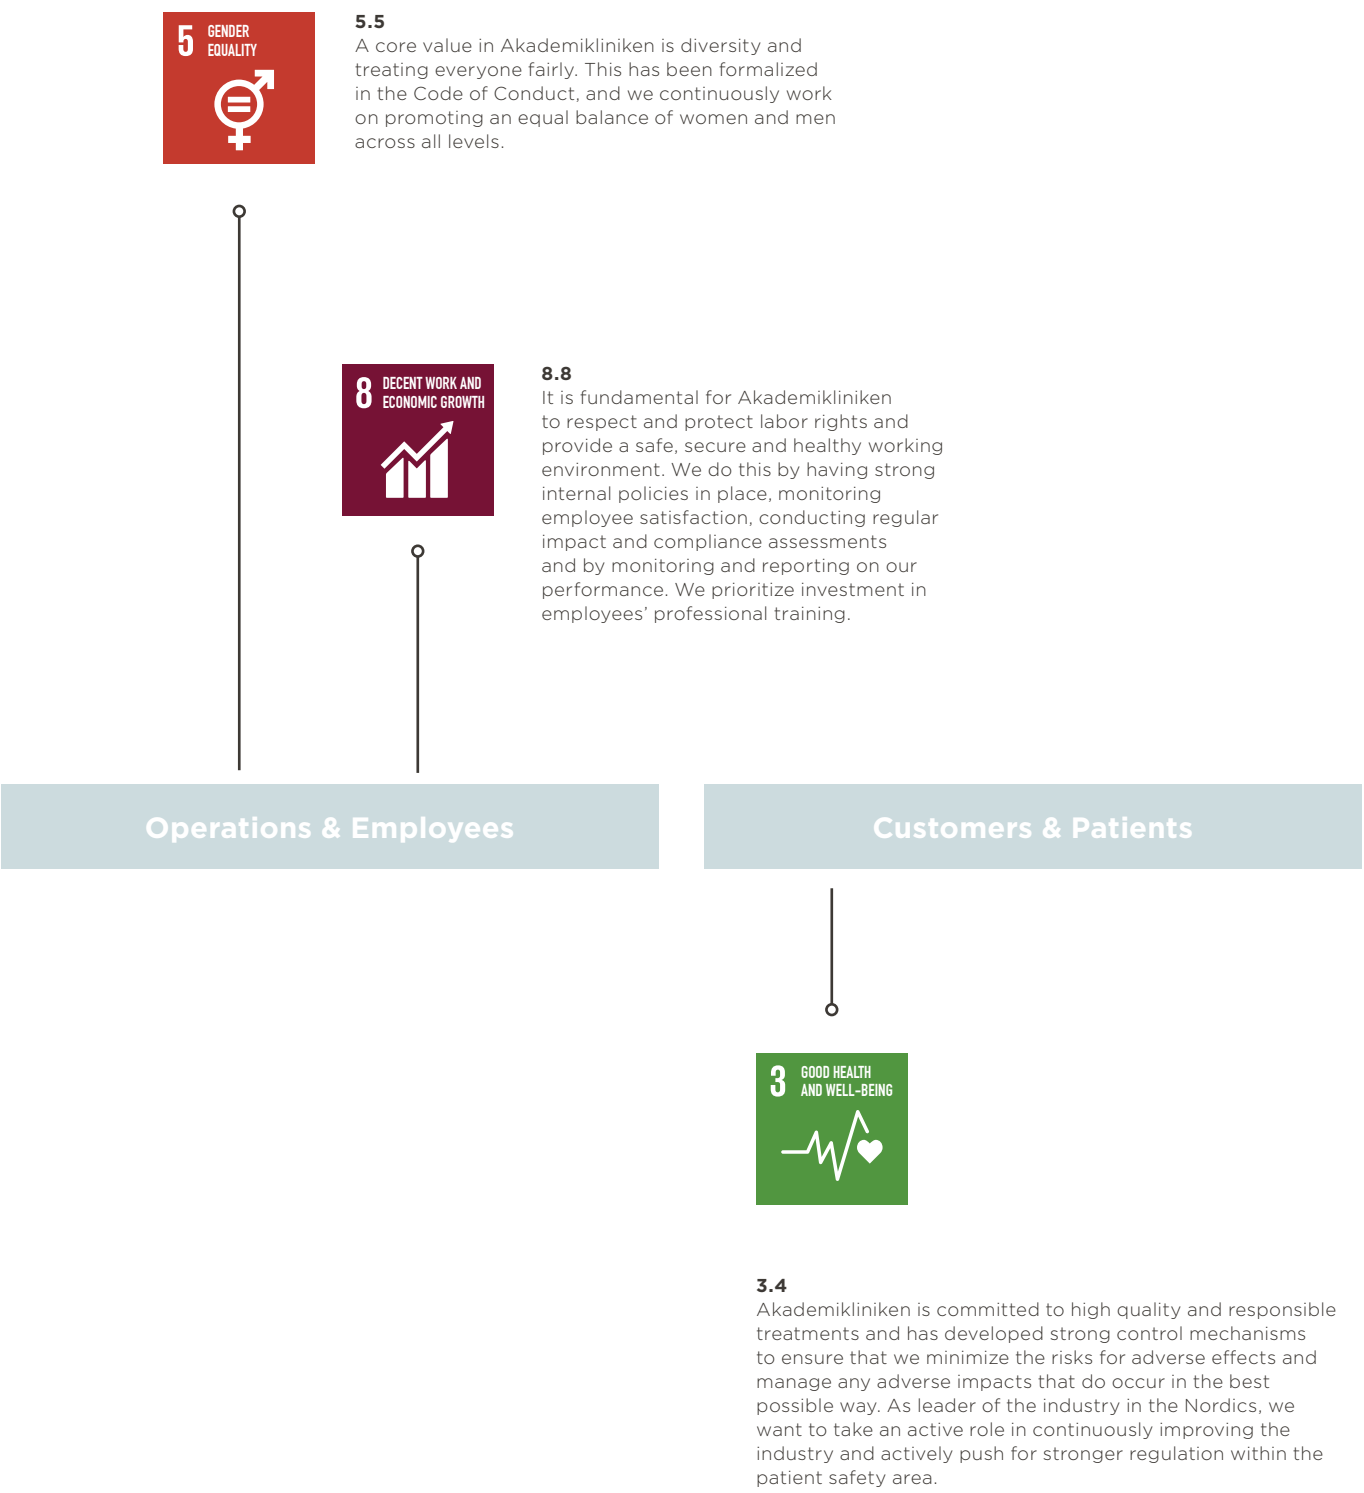 5 GENDER
EQUALITY
5.5
A core value in Akademikliniken is diversity and
treating everyone fairly. This has been formalized
in the Code of Conduct, and we continuously work
on promoting an equal balance of women and men
across all levels.
8 DECENT WORK AND
ECONOMIC GROWTH
8.8
It is fundamental for Akademikliniken
to respect and protect labor rights and
provide a safe, secure and healthy working
environment. We do this by having strong
internal policies in place, monitoring
employee satisfaction, conducting regular
impact and compliance assessments
and by monitoring and reporting on our
performance. We prioritize investment in
employees’ professional training.
Operations & Employees
Customers & Patients
3 GOOD HEALTH
AND WELL-BEING
3.4
Akademikliniken is committed to high quality and responsible
treatments and has developed strong control mechanisms
to ensure that we minimize the risks for adverse effects and
manage any adverse impacts that do occur in the best
possible way. As leader of the industry in the Nordics, we
want to take an active role in continuously improving the
industry and actively push for stronger regulation within the
patient safety area.